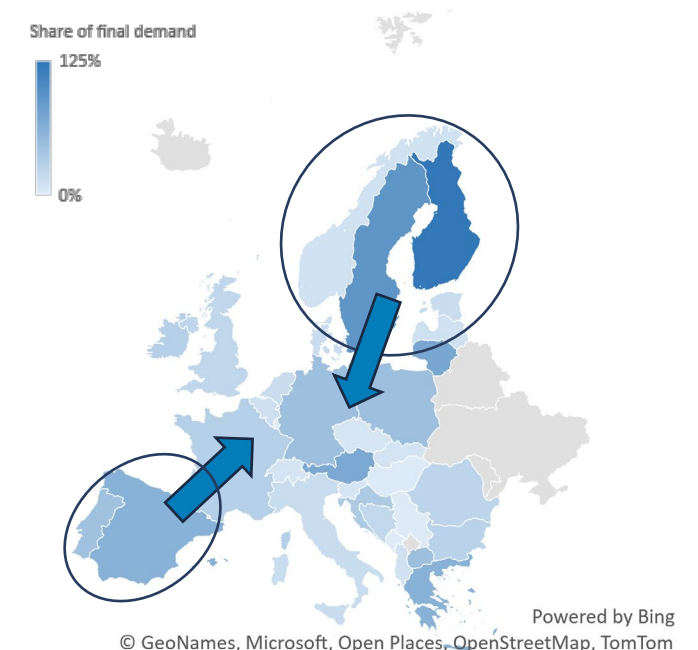 Share of final demand
125%
0%
Powered by Bing
© GeoNames, Microsoft, Open Places, OpenStreetMap, TomTom